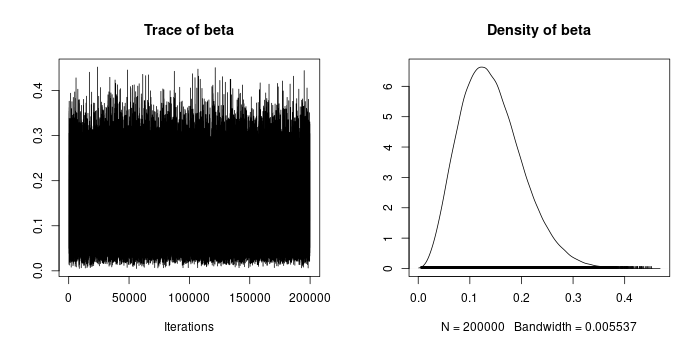 Trace of beta
0.4
0.3
0.2
0.1
0.0
0 50000 100000 150000 200000
Iterations
Density of beta
6
5
4
3
2
1
0
0.0 0.1 0.2 0.3 0.4
N = 200000 Bandwidth = 0.005537